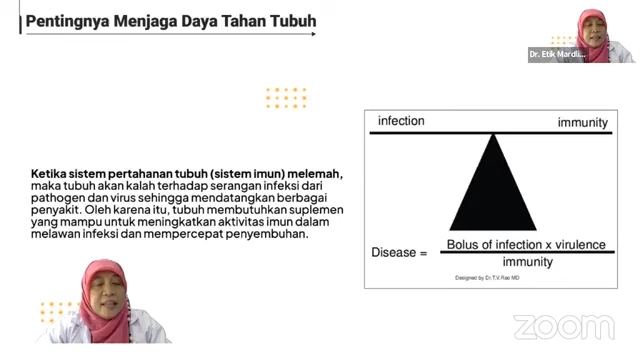 Pentingnya Menjaga Daya Tahan Tubuh
Dr. Etik Mardli...
Ketika sistem pertahanan tubuh (sistem imun) melemah,
maka tubuh akan kalah terhadap serangan infeksi dari
pathogen dan virus sehingga mendatangkan berbagai
penyakit. Oleh karena itu, tubuh membutuhkan suplemen
yang mampu untuk meningkatkan aktivitas imun dalam
melawan infeksi dan mempercepat penyembuhan.
infection immunity
Disease = Bolus of infection x virulence
immunity
Designed by Dr.T.V.Rao MD
zoom